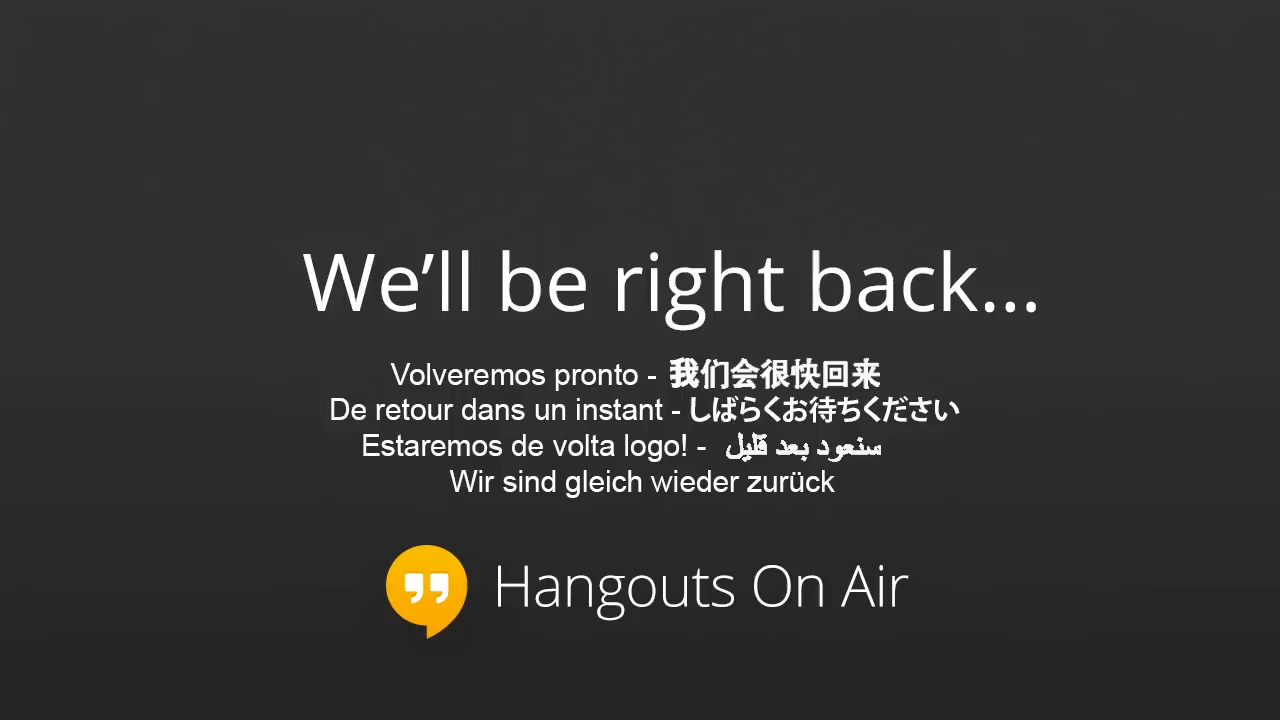 We’ll be right back...
Volveremos pronto - 我们会很快回来
De retour dans un instant - しばらくお待ちください
Estaremos de volta logo! - سنعود بعد قليل
Wir sind gleich wieder zurück
Hangouts On Air